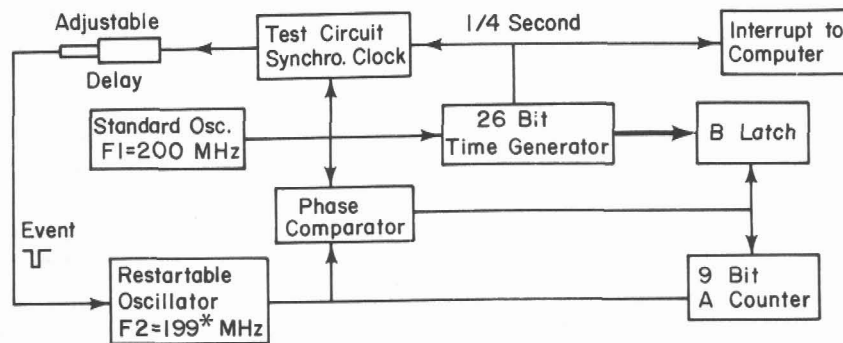 Adjustable
Delay
Test Circuit
Synchro. Clock
1/4 Second
Interrupt to
Computer
Standard Osc.
F1=200 MHz
26 Bit
Time Generator
B Latch
Phase
Comparator
Event
Restartable
Oscillator
F2=199* MHz
9 Bit
A Counter